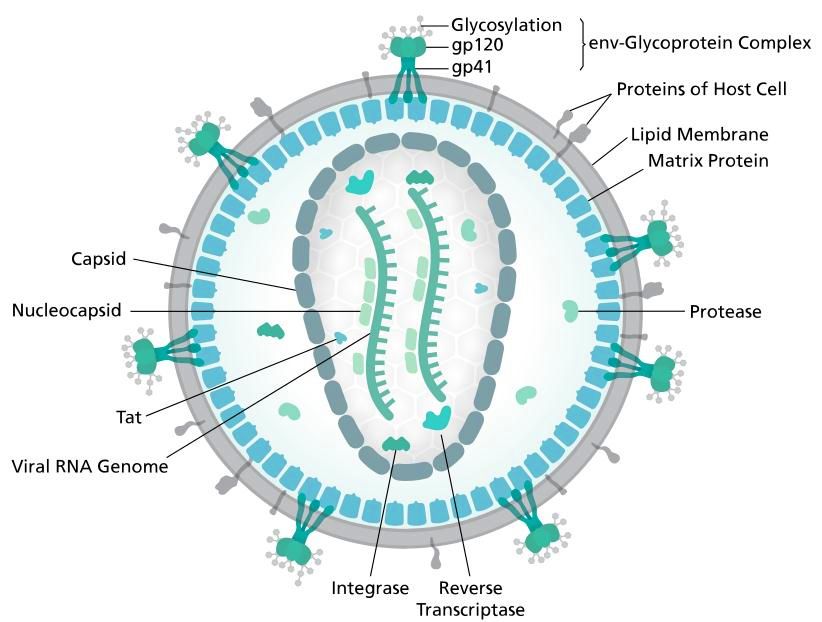 Glycosylation
gp120
gp41
env-Glycoprotein Complex
Proteins of Host Cell
Lipid Membrane
Matrix Protein
Capsid
Nucleocapsid
Protease
Tat
Viral RNA Genome
Integrase
Reverse
Transcriptase